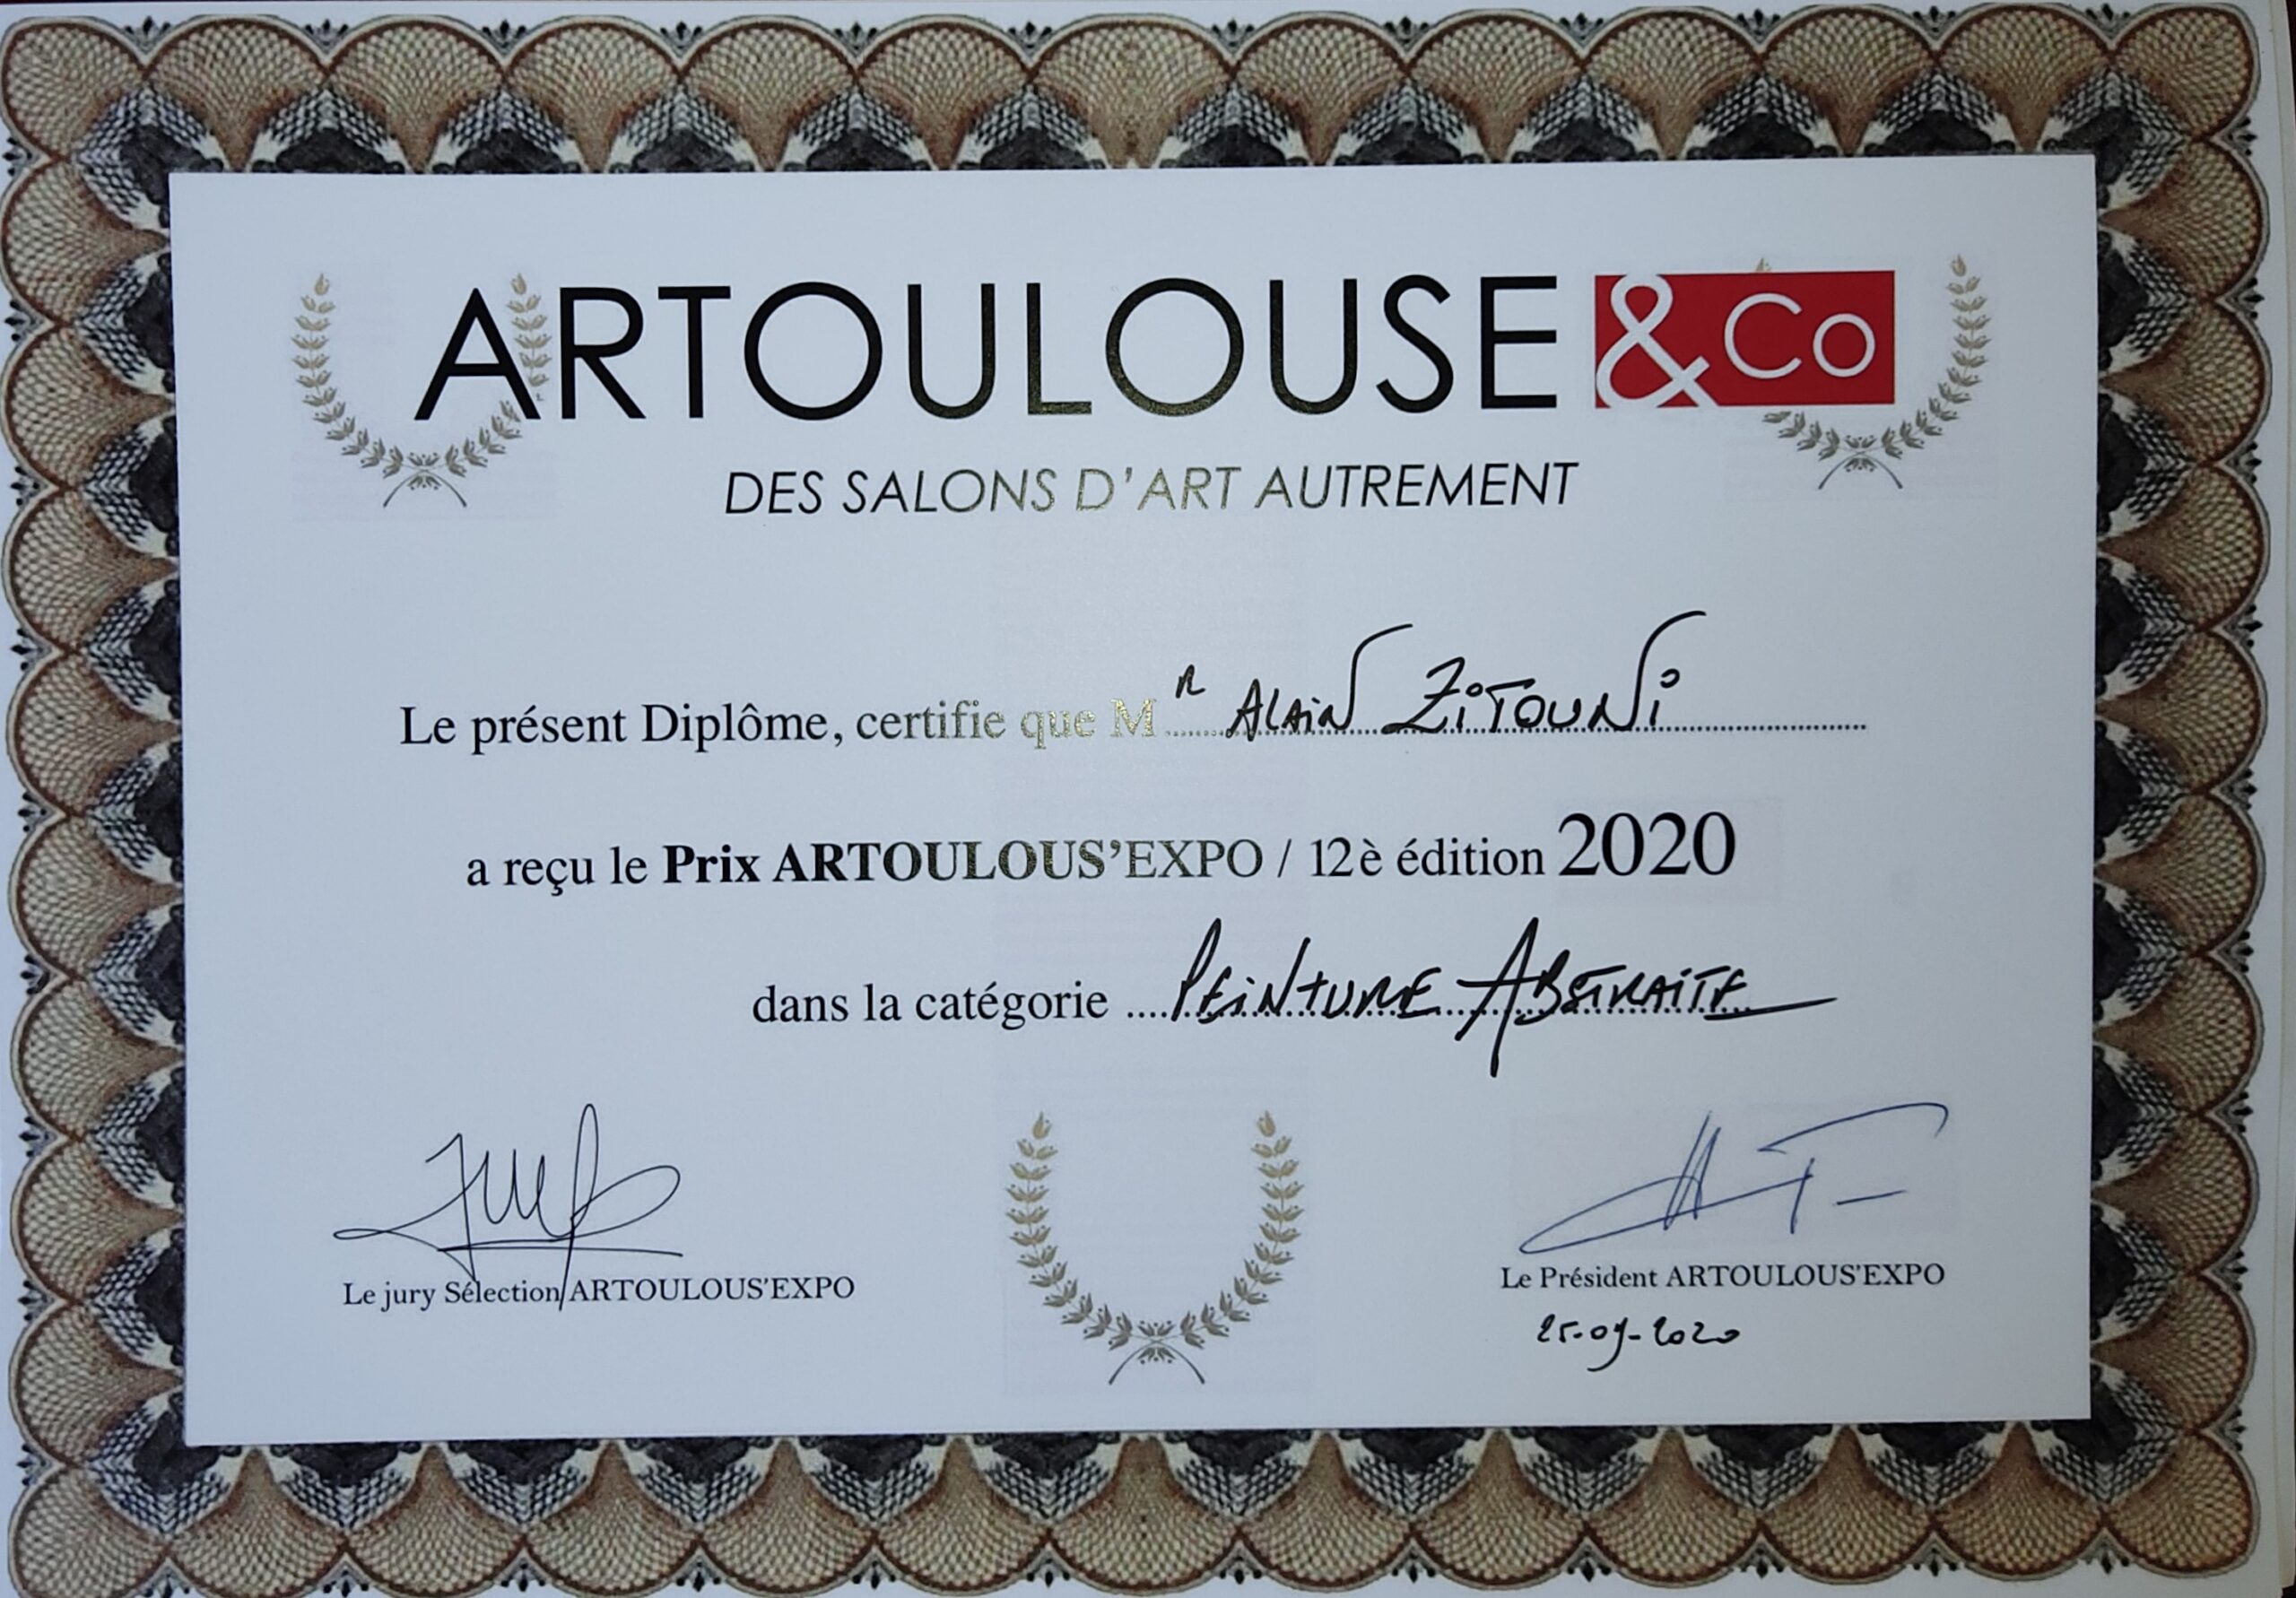 ARTOULOUSE &Co
DES SALONS D'ART AUTREMENT
Le présent Diplôme, certifie que Mr Alain ZiTOUNi
a reçu le Prix ARTOULOUS'EXPO / 12è édition 2020
dans la catégorie PEiNTURE ABSTRAiTE
Le jury Sélection ARTOULOUS'EXPO
Le Président ARTOULOUS'EXPO
25-09-2020